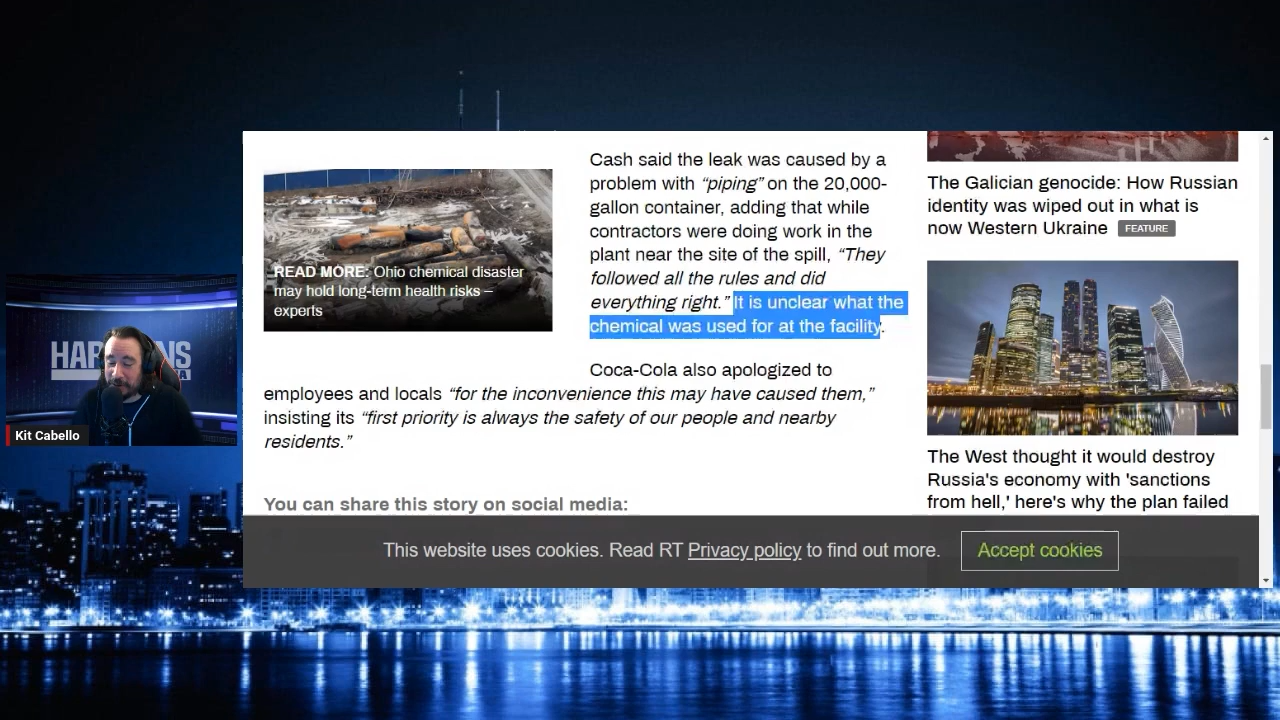 Cash said the leak was caused by a
problem with “piping” on the 20,000-
gallon container, adding that while
contractors were doing work in the
plant near the site of the spill, “They
followed all the rules and did
everything right.” It is unclear what the
chemical was used for at the facility.
READ MORE: Ohio chemical disaster
may hold long-term health risks –
experts
Coca-Cola also apologized to
employees and locals “for the inconvenience this may have caused them,”
insisting its “first priority is always the safety of our people and nearby
residents.”
You can share this story on social media:
The Galician genocide: How Russian
identity was wiped out in what is
now Western Ukraine FEATURE
The West thought it would destroy
Russia's economy with 'sanctions
from hell,' here's why the plan failed
This website uses cookies. Read RT Privacy policy to find out more.
Accept cookies
Kit Cabello